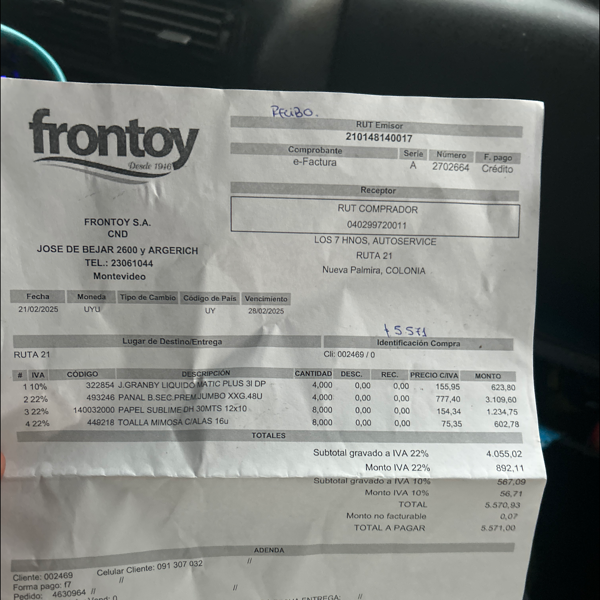 RECIBO.
frontoy
Desde 1946
RUT Emisor
210148140017
Comprobante Serie Número F. pago
e-Factura A 2702664 Crédito
Receptor
RUT COMPRADOR
040299720011
LOS 7 HNOS, AUTOSERVICE
RUTA 21
Nueva Palmira, COLONIA
FRONTOY S.A.
CND
JOSE DE BEJAR 2600 y ARGERICH
TEL.: 23061044
Montevideo
Fecha Moneda Tipo de Cambio Código de País Vencimiento
21/02/2025 UYU UY 28/02/2025
5571
Lugar de Destino/Entrega Identificación Compra
RUTA 21 Cli: 002469 / 0
# IVA CÓDIGO DESCRIPCIÓN CANTIDAD DESC. REC. PRECIO C/IVA MONTO
1 10% 322854 J.GRANBY LIQUIDO MATIC PLUS 3l DP 4,000 0,00 0,00 155,95 623,80
2 22% 493246 PANAL B.SEC.PREM.JUMBO XXG.48U 4,000 0,00 0,00 777,40 3.109,60
3 22% 140032000 PAPEL SUBLIME DH 30MTS 12x10 8,000 0,00 0,00 154,34 1.234,75
4 22% 449218 TOALLA MIMOSA C/ALAS 16u 8,000 0,00 0,00 75,35 602,78
TOTALES
Subtotal gravado a IVA 22% 4.055,02
Monto IVA 22% 892,11
Subtotal gravado a IVA 10% 567,09
Monto IVA 10% 56,71
TOTAL 5.570,93
Monto no facturable 0,07
TOTAL A PAGAR 5.571,00
ADENDA
Cliente: 002469 Celular Cliente: 091 307 032 //
Forma pago: f7 //
Pedido: 4630964 // //
ENTREGA: //